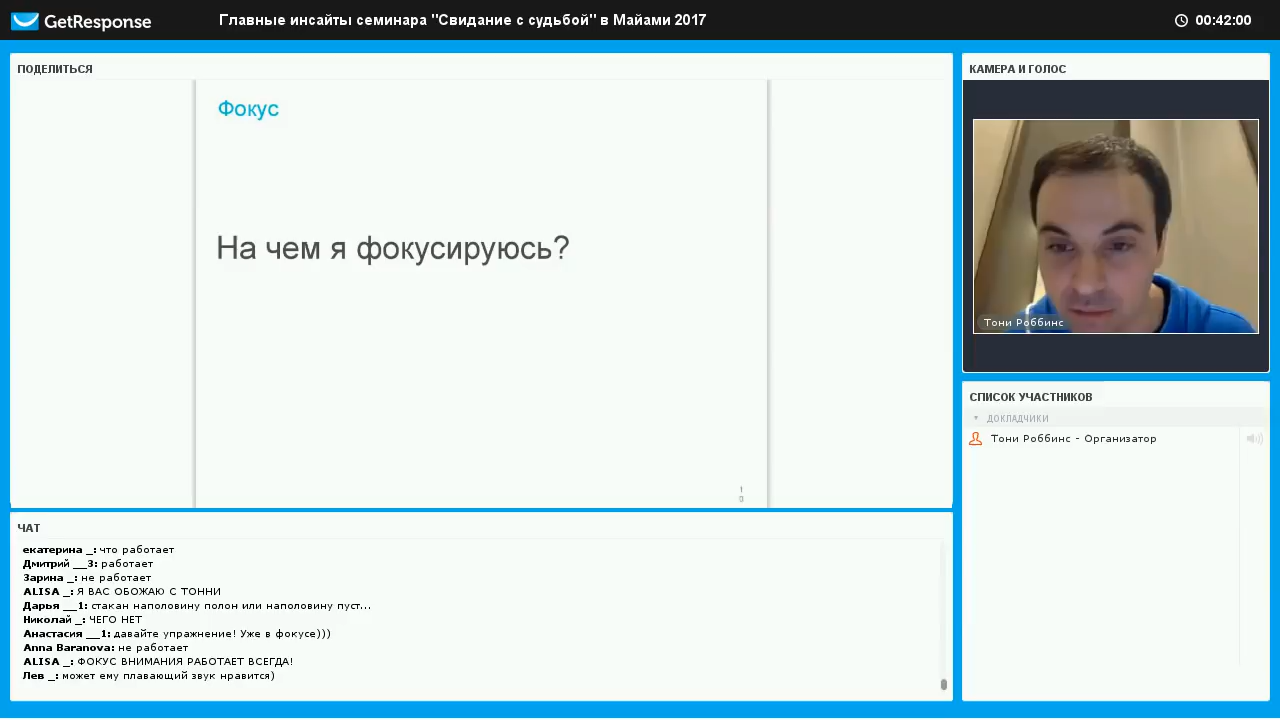 GetResponse
Главные инсайты семинара "Свидание с судьбой" в Майами 2017
00:42:00
ПОДЕЛИТЬСЯ
Фокус
На чем я фокусируюсь?
КАМЕРА И ГОЛОС
Тони Роббинс
СПИСОК УЧАСТНИКОВ
ДОКЛАДЧИКИ
Тони Роббинс - Организатор
ЧАТ
екатерина _: что работает
Дмитрий __3: работает
Зарина _: не работает
ALISA _: Я ВАС ОБОЖАЮ С ТОННИ
Дарья __1: стакан наполовину полон или наполовину пуст...
Николай _: ЧЕГО НЕТ
Анастасия __1: давайте упражнение! Уже в фокусе)))
Anna Baranova: не работает
ALISA _: ФОКУС ВНИМАНИЯ РАБОТАЕТ ВСЕГДА!
Лев _: может ему плавающий звук нравится)